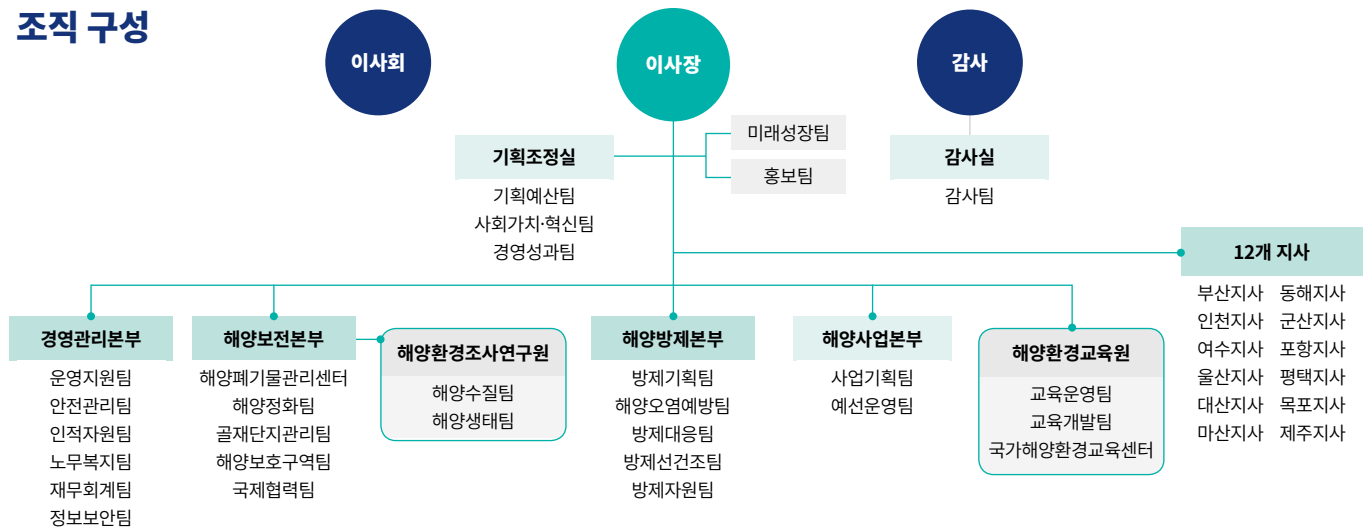 조직 구성
이사회
이사장
감사
기획조정실
기획예산팀
사회가치·혁신팀
경영성과팀
미래성장팀
홍보팀
감사실
감사팀
12개 지사
부산지사 동해지사
인천지사 군산지사
여수지사 포항지사
울산지사 평택지사
대산지사 목포지사
마산지사 제주지사
경영관리본부
운영지원팀
안전관리팀
인적자원팀
노무복지팀
재무회계팀
정보보안팀
해양보전본부
해양폐기물관리센터
해양정화팀
골재단지관리팀
해양보호구역팀
국제협력팀
해양환경조사연구원
해양수질팀
해양생태팀
해양방제본부
방제기획팀
해양오염예방팀
방제대응팀
방제선건조팀
방제자원팀
해양사업본부
사업기획팀
예선운영팀
해양환경교육원
교육운영팀
교육개발팀
국가해양환경교육센터